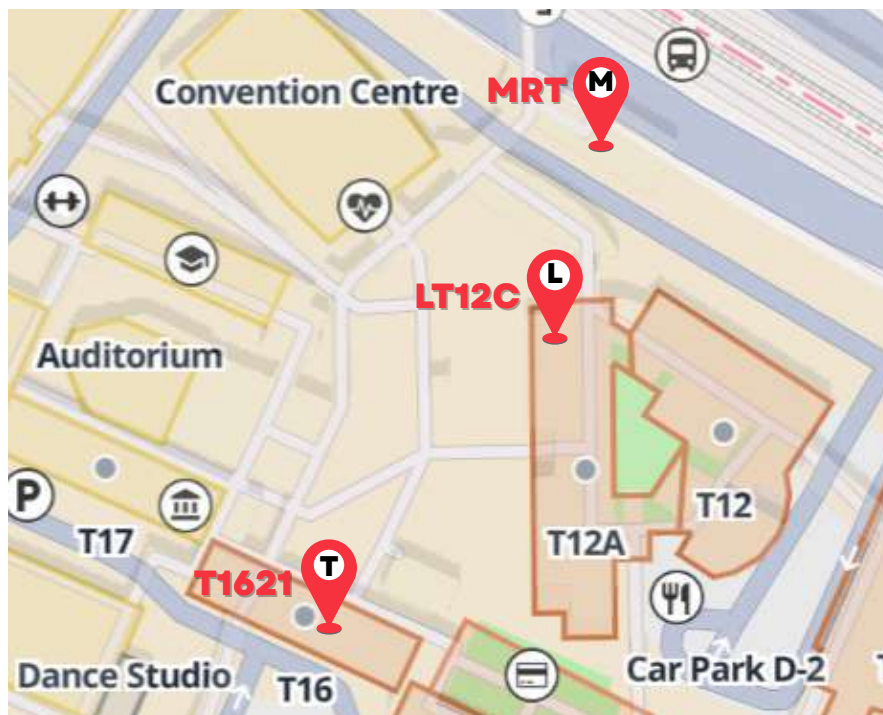 Convention Centre
MRT
M
LT12C
L
Auditorium
P
T17
T12
T12A
T1621
T
Dance Studio
T16
Car Park D-2